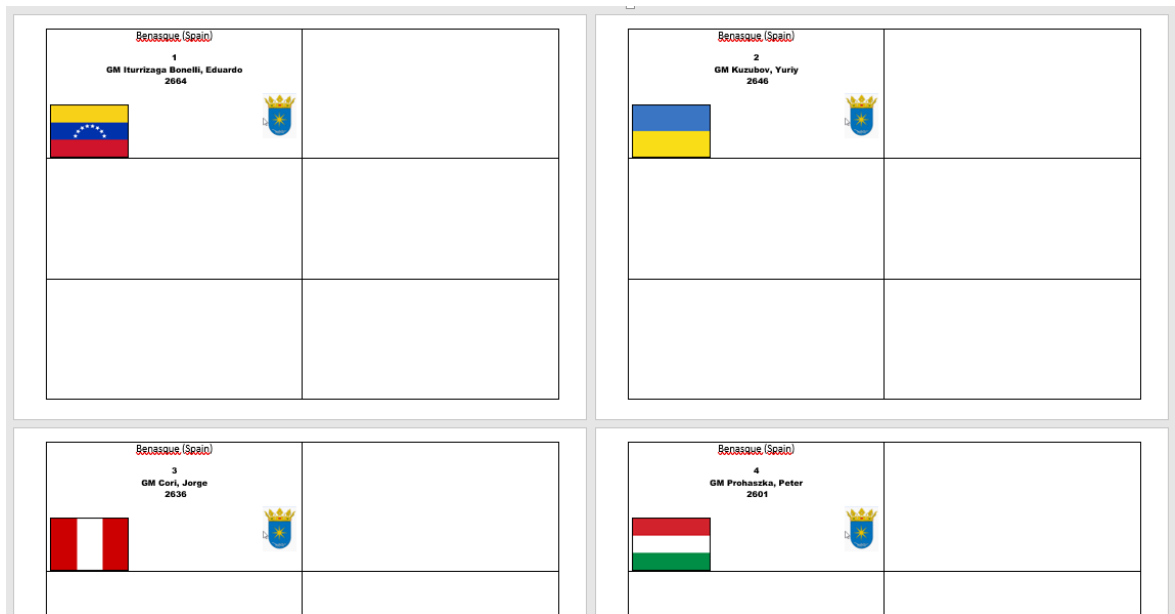 Benasque (Spain)
1
GM Iturrizaga Bonelli, Eduardo
2664
Benasque (Spain)
2
GM Kuzubov, Yuriy
2646
Benasque (Spain)
3
GM Cori, Jorge
2636
Benasque (Spain)
4
GM Prohaszka, Peter
2601